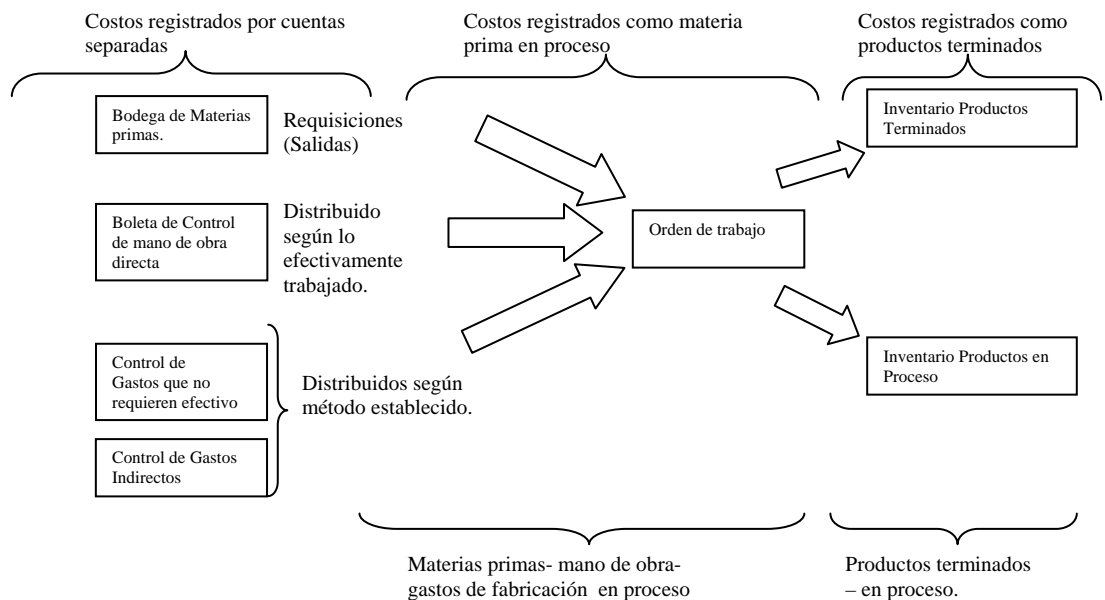 Costos registrados por cuentas
separadas
Costos registrados como materia
prima en proceso
Costos registrados como
productos terminados
Bodega de Materias
primas.
Requisiciones
(Salidas)
Inventario Productos
Terminados
Boleta de Control
de mano de obra
directa
Distribuido
según lo
efectivamente
trabajado.
Orden de trabajo
Control de
Gastos que no
requieren efectivo
Distribuidos según
método establecido.
Inventario Productos en
Proceso
Control de Gastos
Indirectos
Materias primas- mano de obra-
gastos de fabricación en proceso
Productos terminados
– en proceso.